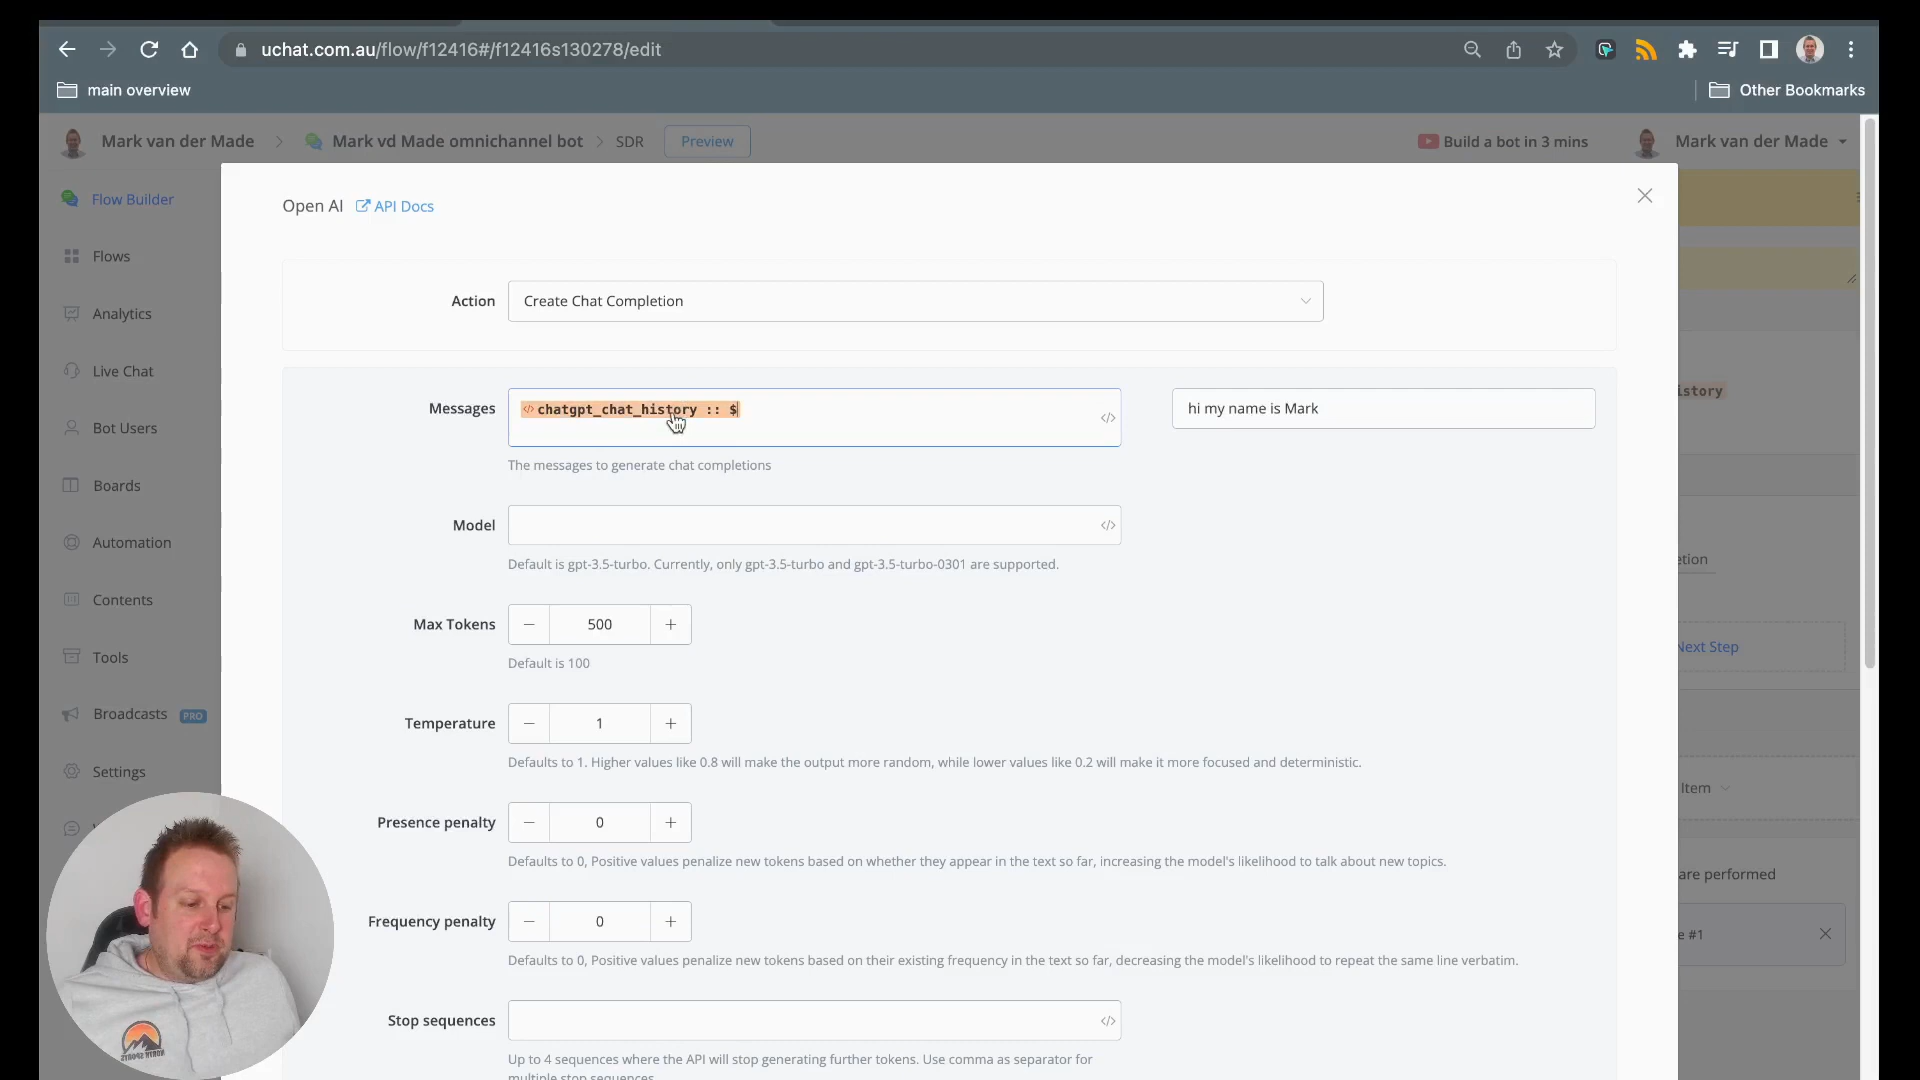 uchat.com.au/flow/f12416#/f12416s130278/edit
main overview
Other Bookmarks
Mark van der Made
Mark vd Made omnichannel bot
SDR
Preview
Build a bot in 3 mins
Mark van der Made
Flow Builder
Flows
Analytics
Live Chat
Bot Users
Boards
Automation
Contents
Tools
Broadcasts PRO
Settings
Open AI API Docs
Action Create Chat Completion
Messages </> chatgpt_chat_history :: $ </> hi my name is Mark
The messages to generate chat completions
Model </>
Default is gpt-3.5-turbo. Currently, only gpt-3.5-turbo and gpt-3.5-turbo-0301 are supported.
Max Tokens − 500 +
Default is 100
Temperature − 1 +
Defaults to 1. Higher values like 0.8 will make the output more random, while lower values like 0.2 will make it more focused and deterministic.
Presence penalty − 0 +
Defaults to 0, Positive values penalize new tokens based on whether they appear in the text so far, increasing the model's likelihood to talk about new topics.
Frequency penalty − 0 +
Defaults to 0, Positive values penalize new tokens based on their existing frequency in the text so far, decreasing the model's likelihood to repeat the same line verbatim.
Stop sequences </>
Up to 4 sequences where the API will stop generating further tokens. Use comma as separator for
multiple stop sequences
istory
etion
Next Step
Item
are performed
e #1